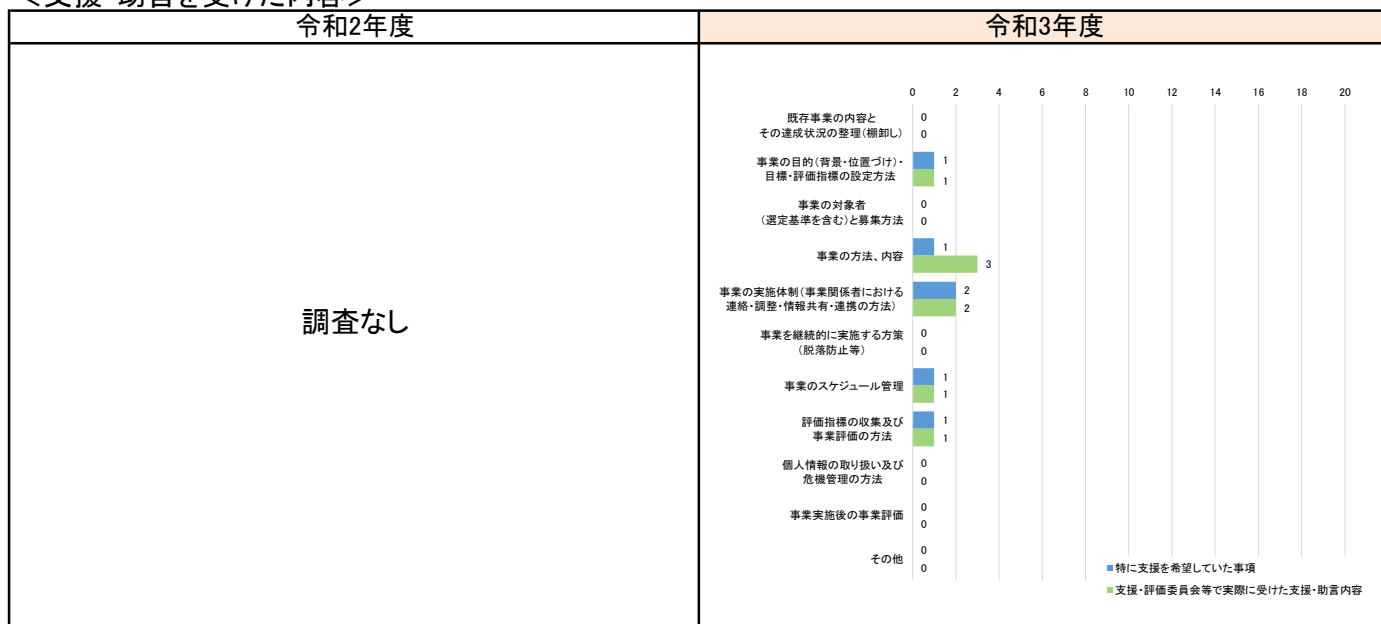 <支援・助言を受けた内容>
令和2年度
令和3年度
調査なし
0 2 4 6 8 10 12 14 16 18 20
既存事業の内容と
その達成状況の整理(棚卸し)
0
0
事業の目的(背景・位置づけ)・
目標・評価指標の設定方法
1
1
事業の対象者
(選定基準を含む)と募集方法
0
0
事業の方法、内容
1
3
事業の実施体制(事業関係者における
連絡・調整・情報共有・連携の方法)
2
2
事業を継続的に実施する方策
(脱落防止等)
0
0
事業のスケジュール管理
1
1
評価指標の収集及び
事業評価の方法
1
1
個人情報の取り扱い及び
危機管理の方法
0
0
事業実施後の事業評価
0
0
その他
0
0
特に支援を希望していた事項
支援・評価委員会等で実際に受けた支援・助言内容